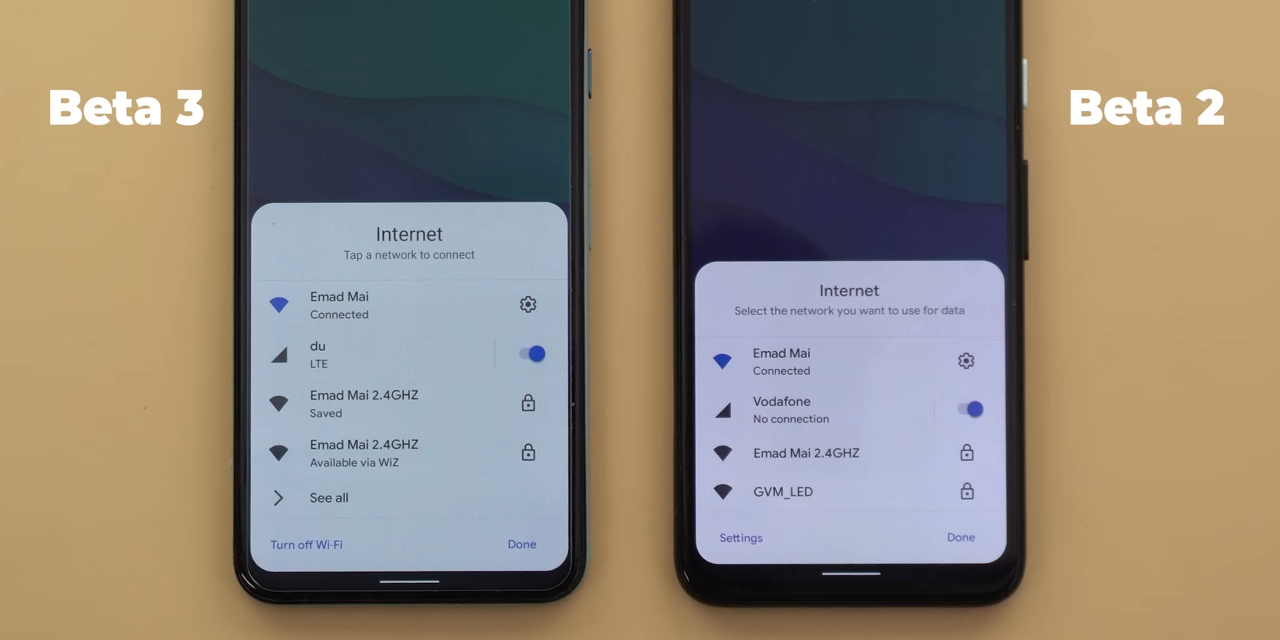 Beta 3
Internet
Tap a network to connect
Emad Mai
Connected
du
LTE
Emad Mai 2.4GHZ
Saved
Emad Mai 2.4GHZ
Available via WiZ
See all
Turn off Wi-Fi
Done
Beta 2
Internet
Select the network you want to use for data
Emad Mai
Connected
Vodafone
No connection
Emad Mai 2.4GHZ
GVM_LED
Settings
Done